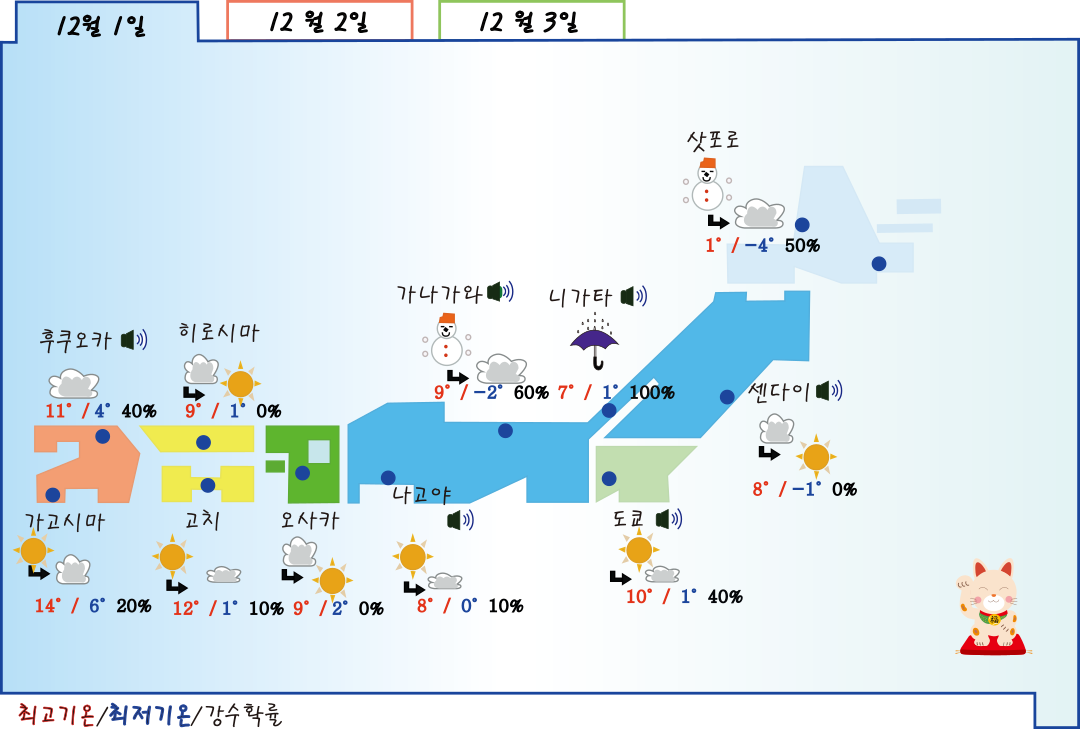 12월 1일
12 월 2일
12 월 3일
삿포로
1° / -4° 50%
가나가와
9° / -2° 60%
니가타
7° / 1° 100%
후쿠오카
11° / 4° 40%
히로시마
9° / 1° 0%
센다이
8° / -1° 0%
가고시마
14° / 6° 20%
고치
12° / 1° 10%
오사카
9° / 2° 0%
나고야
8° / 0° 10%
도쿄
10° / 1° 40%
福
최고기온/최저기온/강수확률